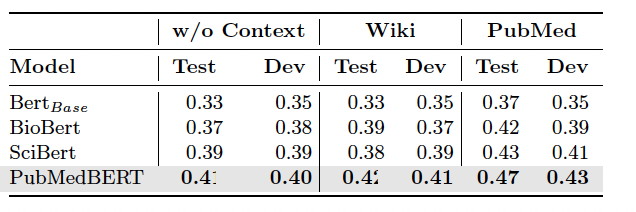 w/o Context Wiki PubMed
Model Test Dev Test Dev Test Dev
Bert_Base 0.33 0.35 0.33 0.35 0.37 0.35
BioBert 0.37 0.38 0.39 0.37 0.42 0.39
SciBert 0.39 0.39 0.38 0.39 0.43 0.41
PubMedBERT 0.41 0.40 0.42 0.41 0.47 0.43